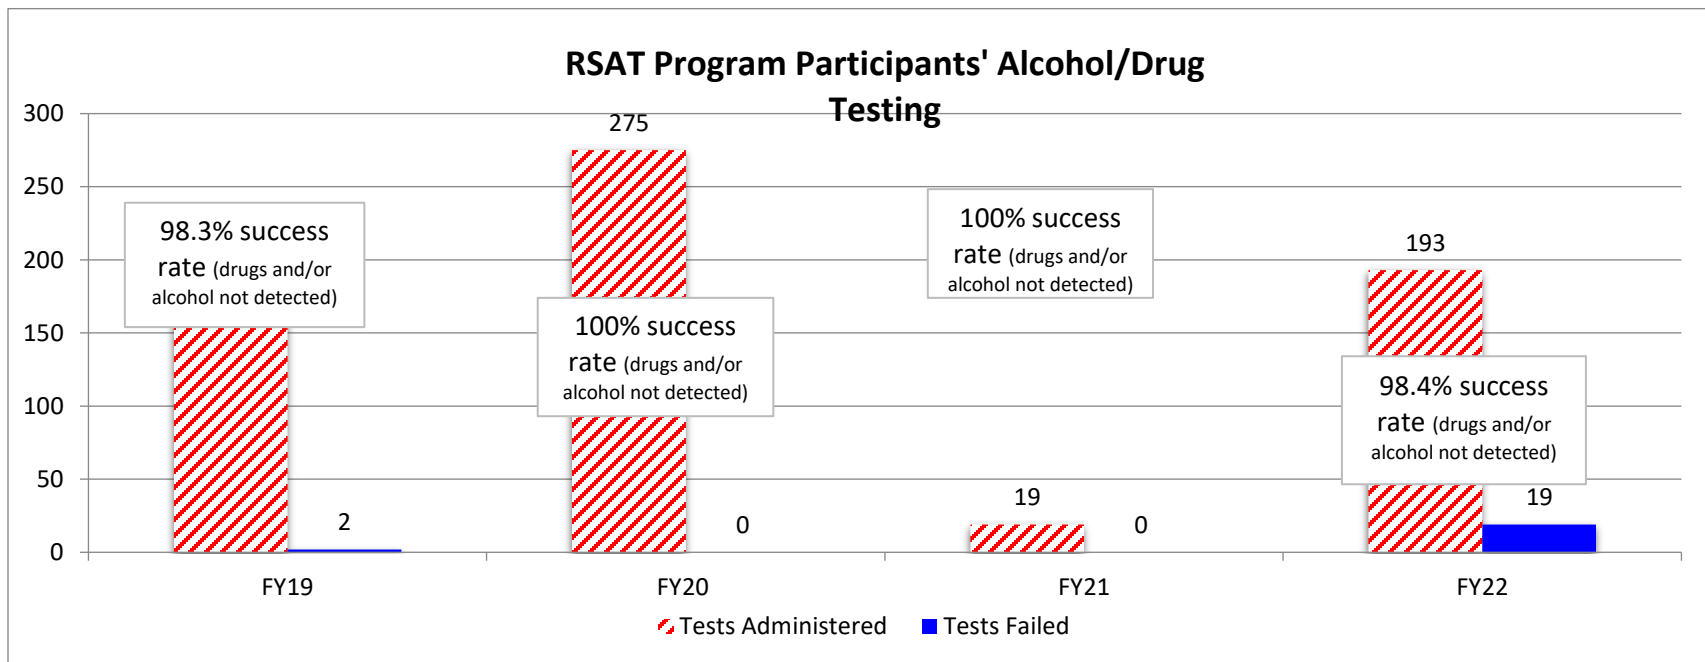 RSAT Program Participants' Alcohol/Drug
Testing
300
250
200
150
100
50
0
275
193
2
0
19
0
19
98.3% success
rate (drugs and/or
alcohol not detected)
100% success
rate (drugs and/or
alcohol not detected)
100% success
rate (drugs and/or
alcohol not detected)
98.4% success
rate (drugs and/or
alcohol not detected)
FY19
FY20
FY21
FY22
Tests Administered
Tests Failed